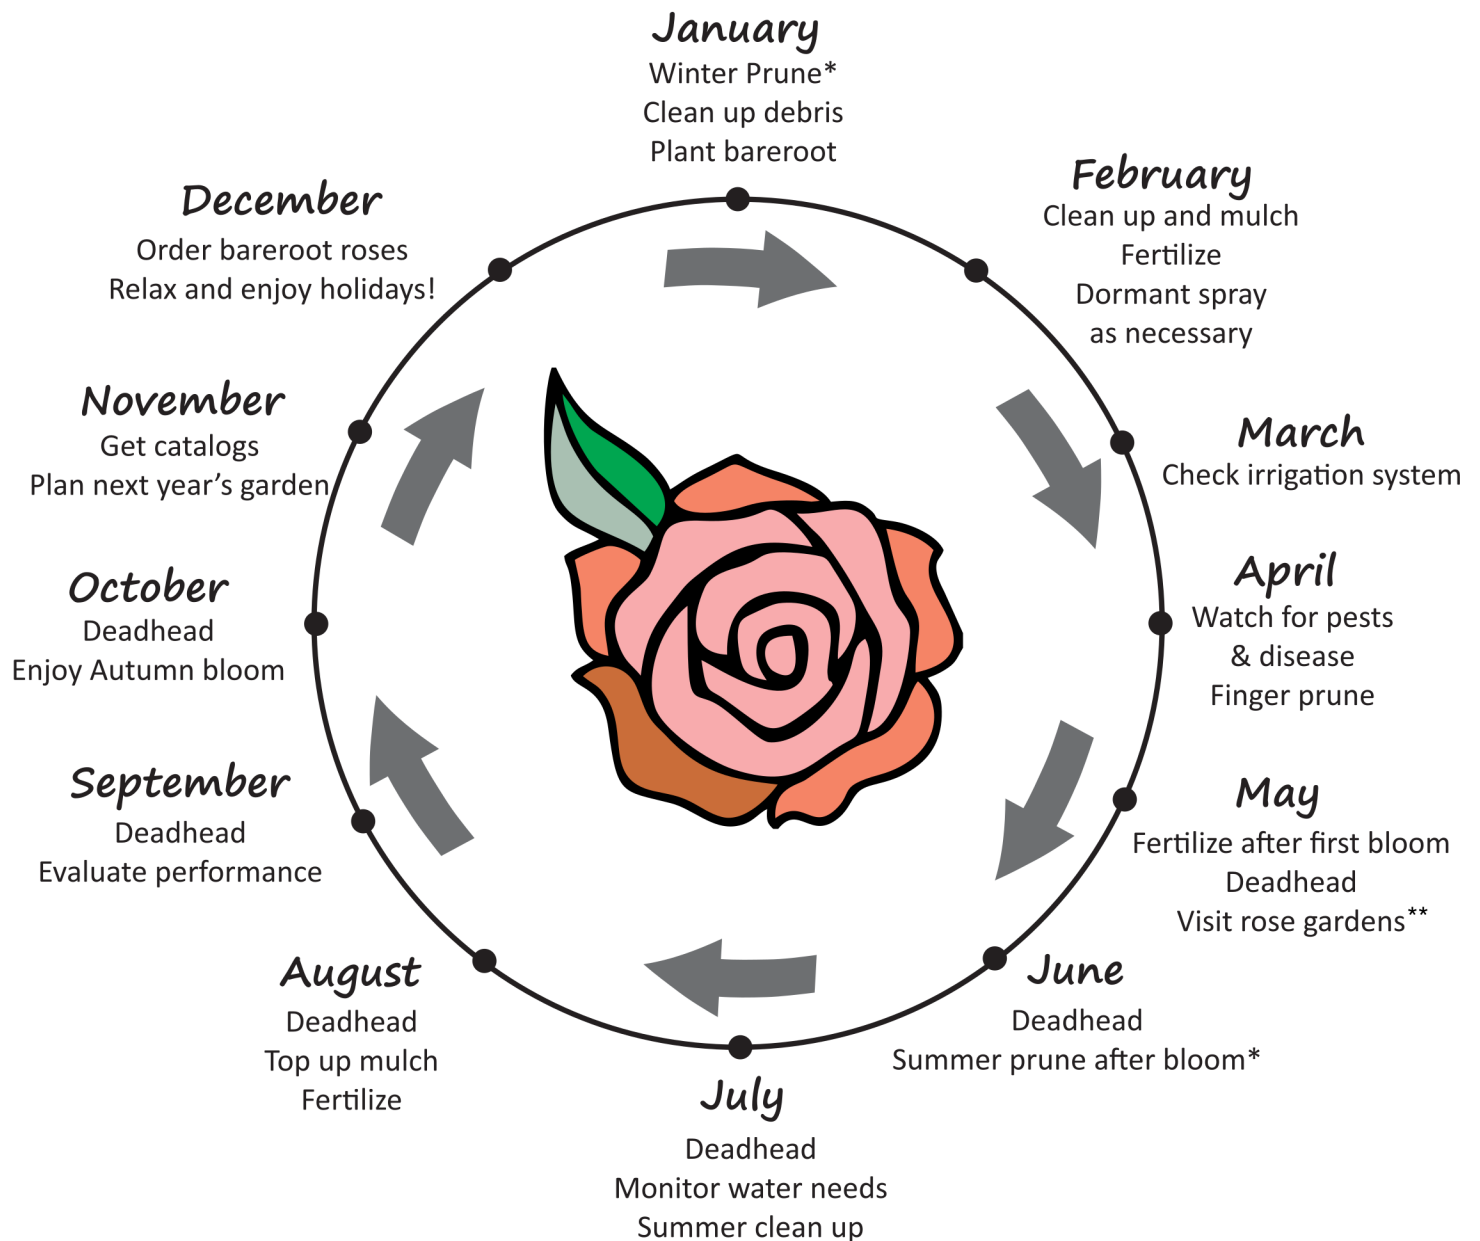 January
Winter Prune*
Clean up debris
Plant bareroot
February
Clean up and mulch
Fertilize
Dormant spray
as necessary
March
Check irrigation system
April
Watch for pests
& disease
Finger prune
May
Fertilize after first bloom
Deadhead
Visit rose gardens**
June
Deadhead
Summer prune after bloom*
July
Deadhead
Monitor water needs
Summer clean up
August
Deadhead
Top up mulch
Fertilize
September
Deadhead
Evaluate performance
October
Deadhead
Enjoy Autumn bloom
November
Get catalogs
Plan next year’s garden
December
Order bareroot roses
Relax and enjoy holidays!